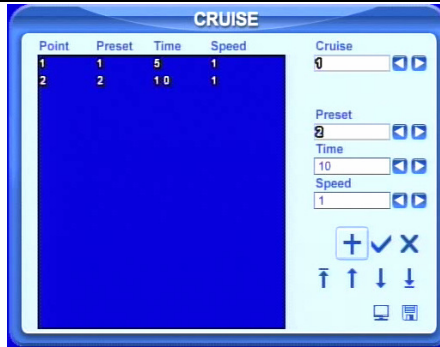 CRUISE
Point Preset Time Speed
1 1 5 1
2 2 10 1
Cruise
1
Preset
2
Time
10
Speed
1